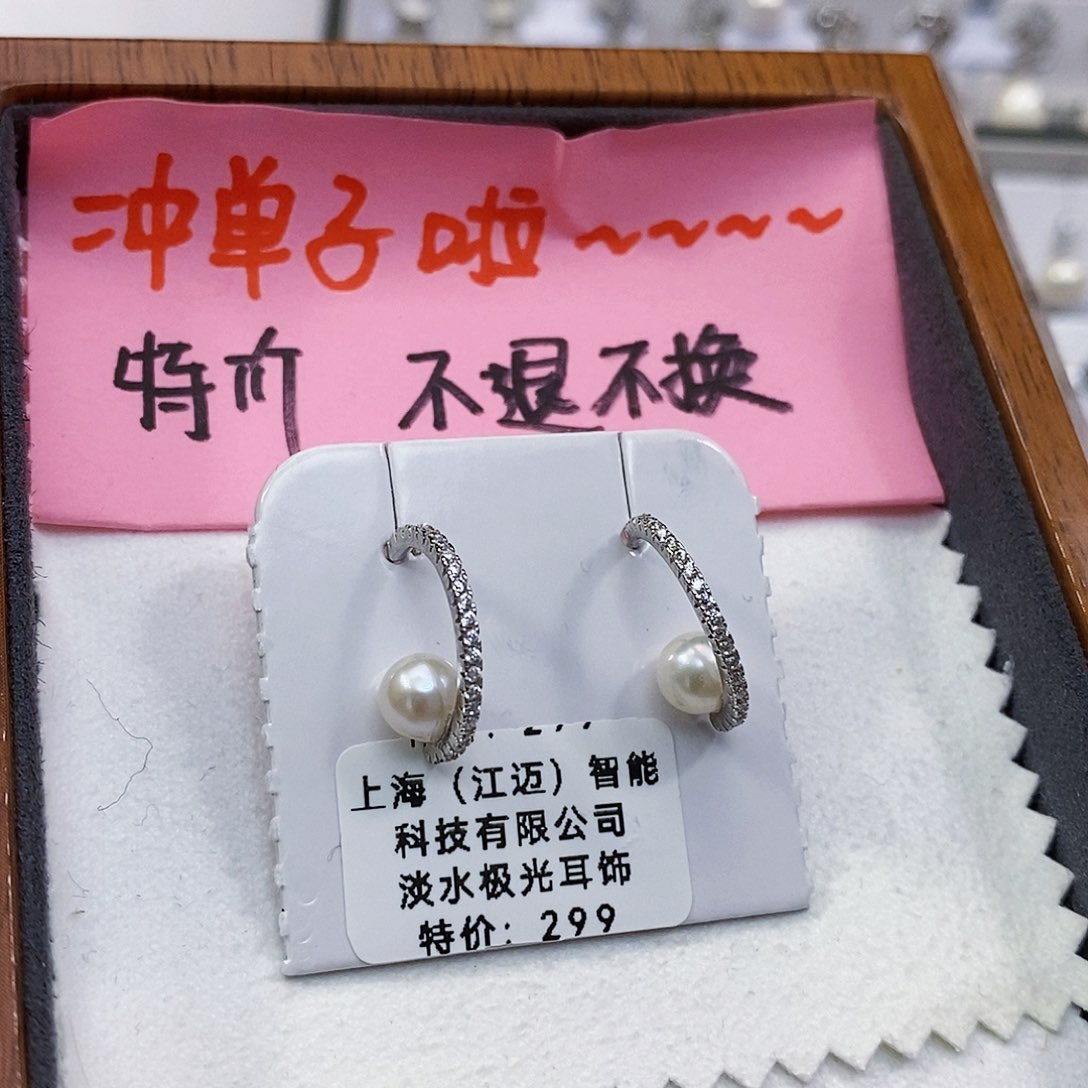 冲单子啦~~~~
特价 不退不换
上海（江迈）智能
科技有限公司
淡水极光耳饰
特价：299